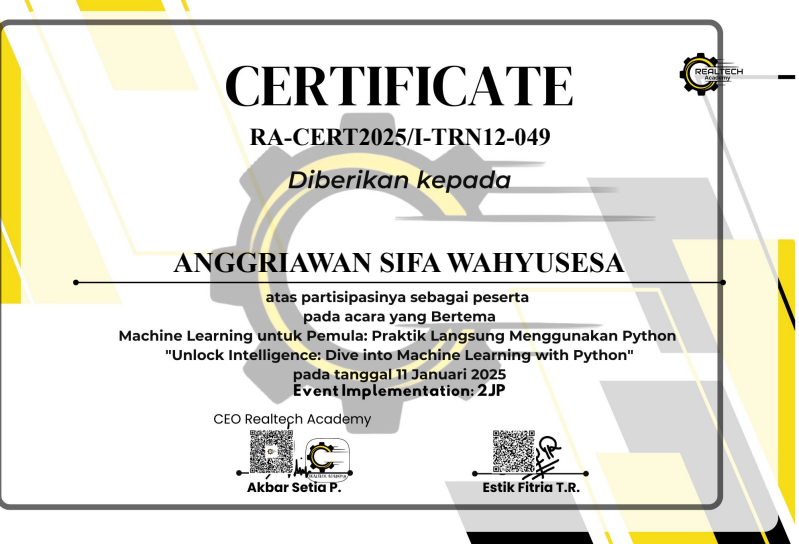 REALTECH
Academy
CERTIFICATE
RA-CERT2025/I-TRN12-049
Diberikan kepada
ANGGRIAWAN SIFA WAHYUSESA
atas partisipasinya sebagai peserta
pada acara yang Bertema
Machine Learning untuk Pemula: Praktik Langsung Menggunakan Python
"Unlock Intelligence: Dive into Machine Learning with Python"
pada tanggal 11 Januari 2025
Event Implementation: 2JP
CEO Realtech Academy
REALTECH ACADEMY
Akbar Setia P.
Estik Fitria T.R.